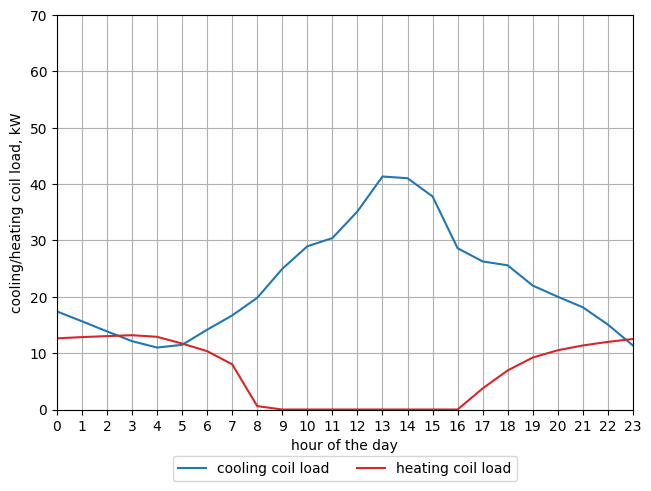 70
60
50
40
30
20
10
0
cooling/heating coil load, kW
0 1 2 3 4 5 6 7 8 9 10 11 12 13 14 15 16 17 18 19 20 21 22 23
hour of the day
cooling coil load heating coil load